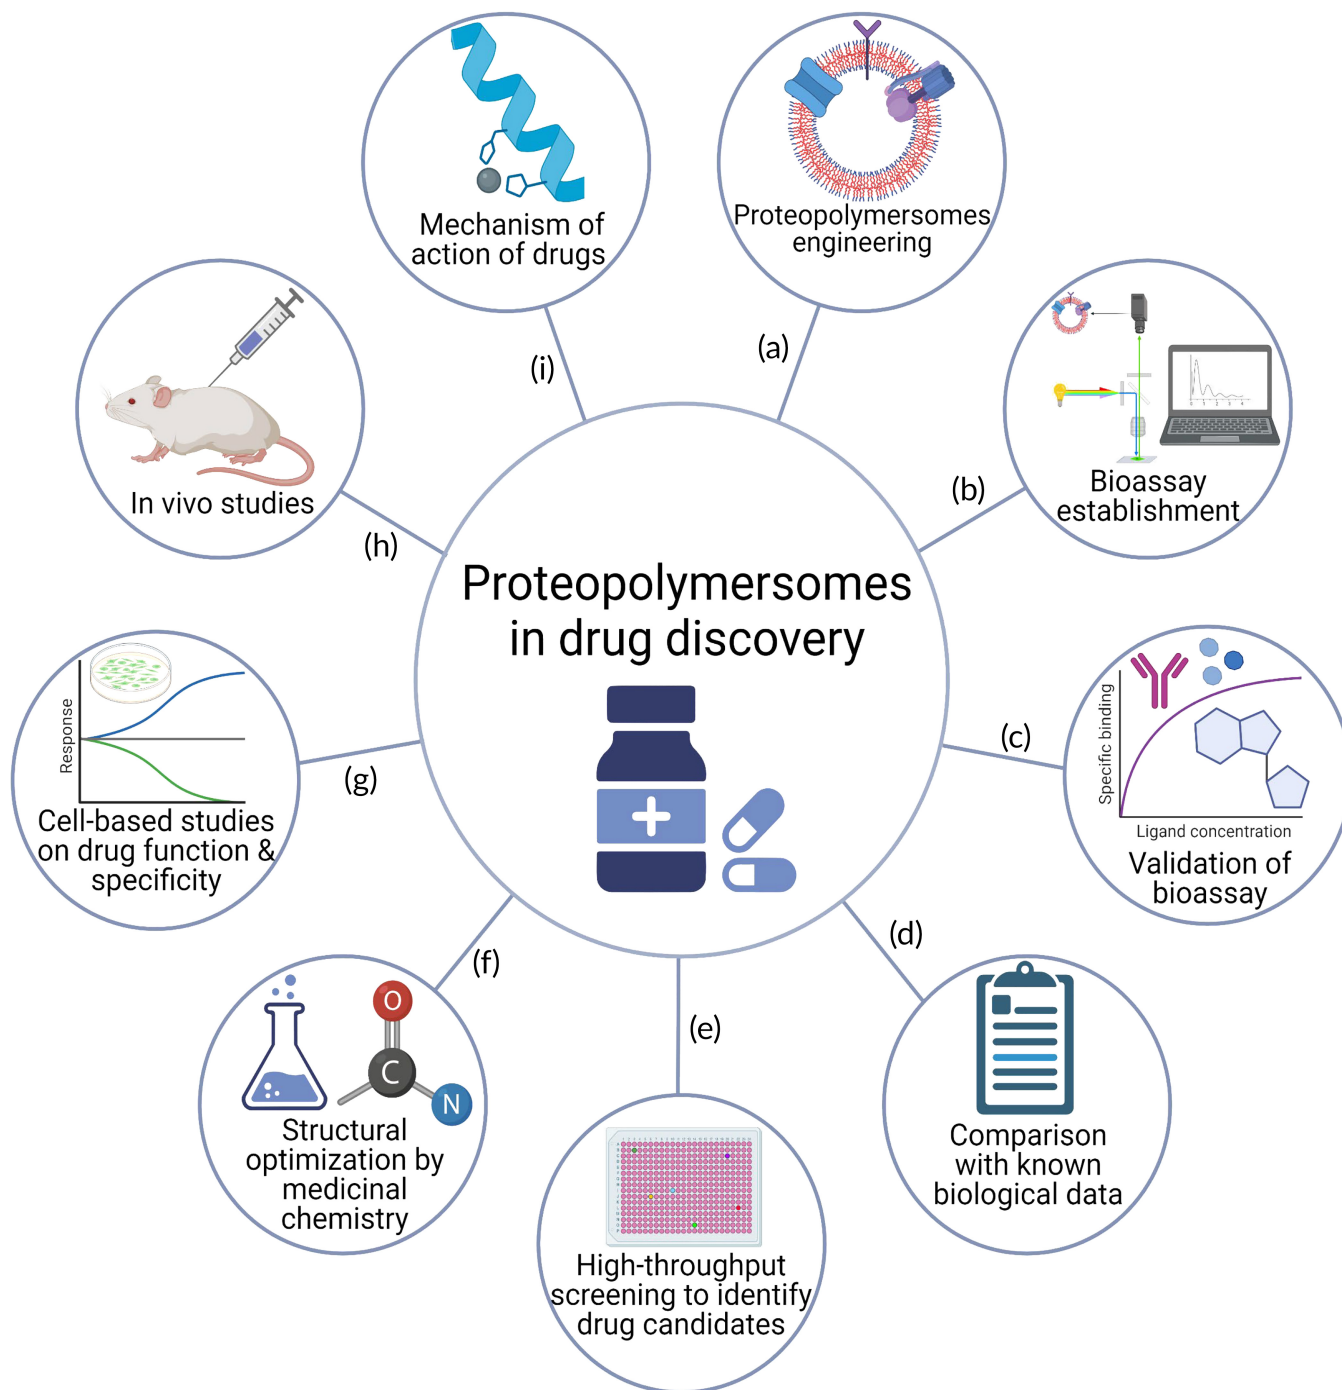 Proteopolymersomes
in drug discovery
(a)
Proteopolymersomes
engineering
(b)
Bioassay
establishment
(c)
Specific binding
Ligand concentration
Validation of
bioassay
(d)
Comparison
with known
biological data
(e)
High-throughput
screening to identify
drug candidates
(f)
O
C
N
Structural
optimization by
medicinal
chemistry
(g)
Response
Cell-based studies
on drug function &
specificity
(h)
In vivo studies
(i)
Mechanism of
action of drugs